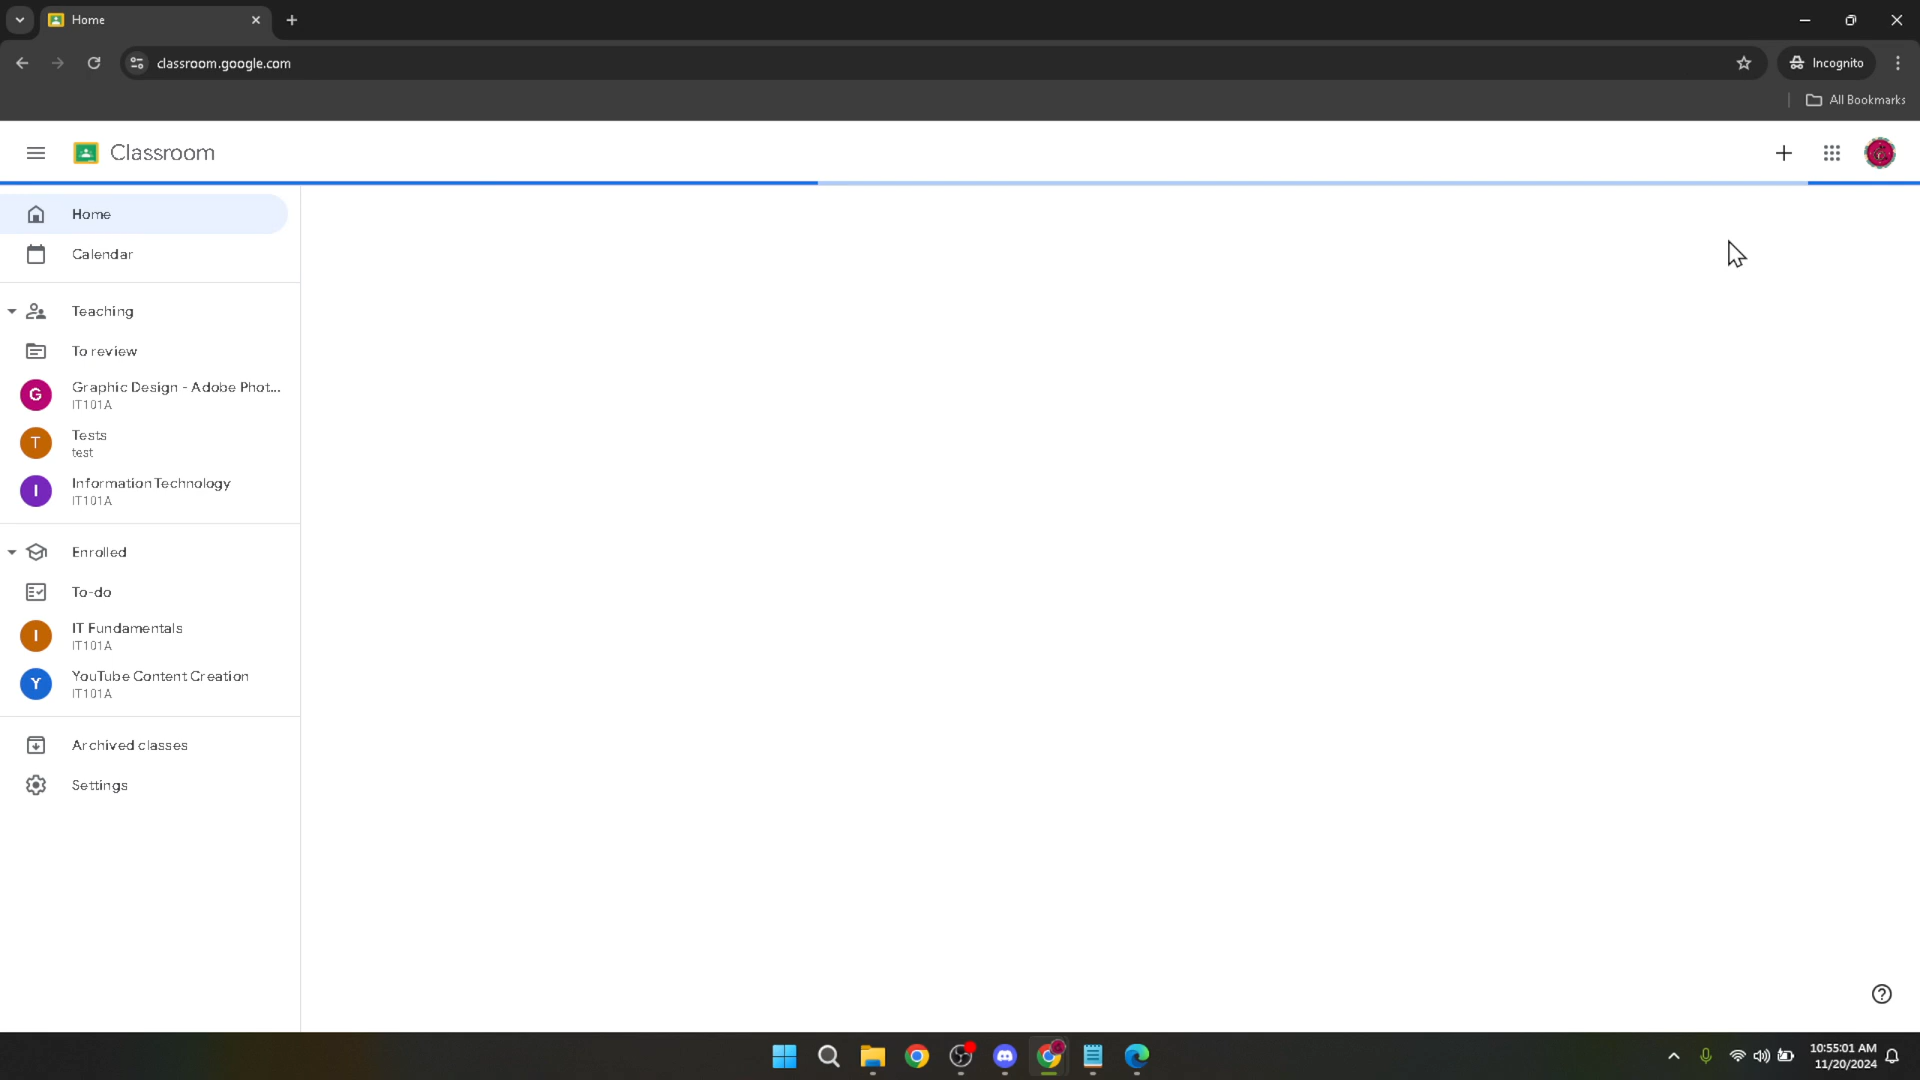 Home
classroom.google.com
Incognito
All Bookmarks
Classroom
Home
Calendar
Teaching
To review
G
Graphic Design - Adobe Phot...
IT101A
T
Tests
test
I
Information Technology
IT101A
Enrolled
To-do
I
IT Fundamentals
IT101A
Y
YouTube Content Creation
IT101A
Archived classes
Settings
10:55:01 AM
11/20/2024